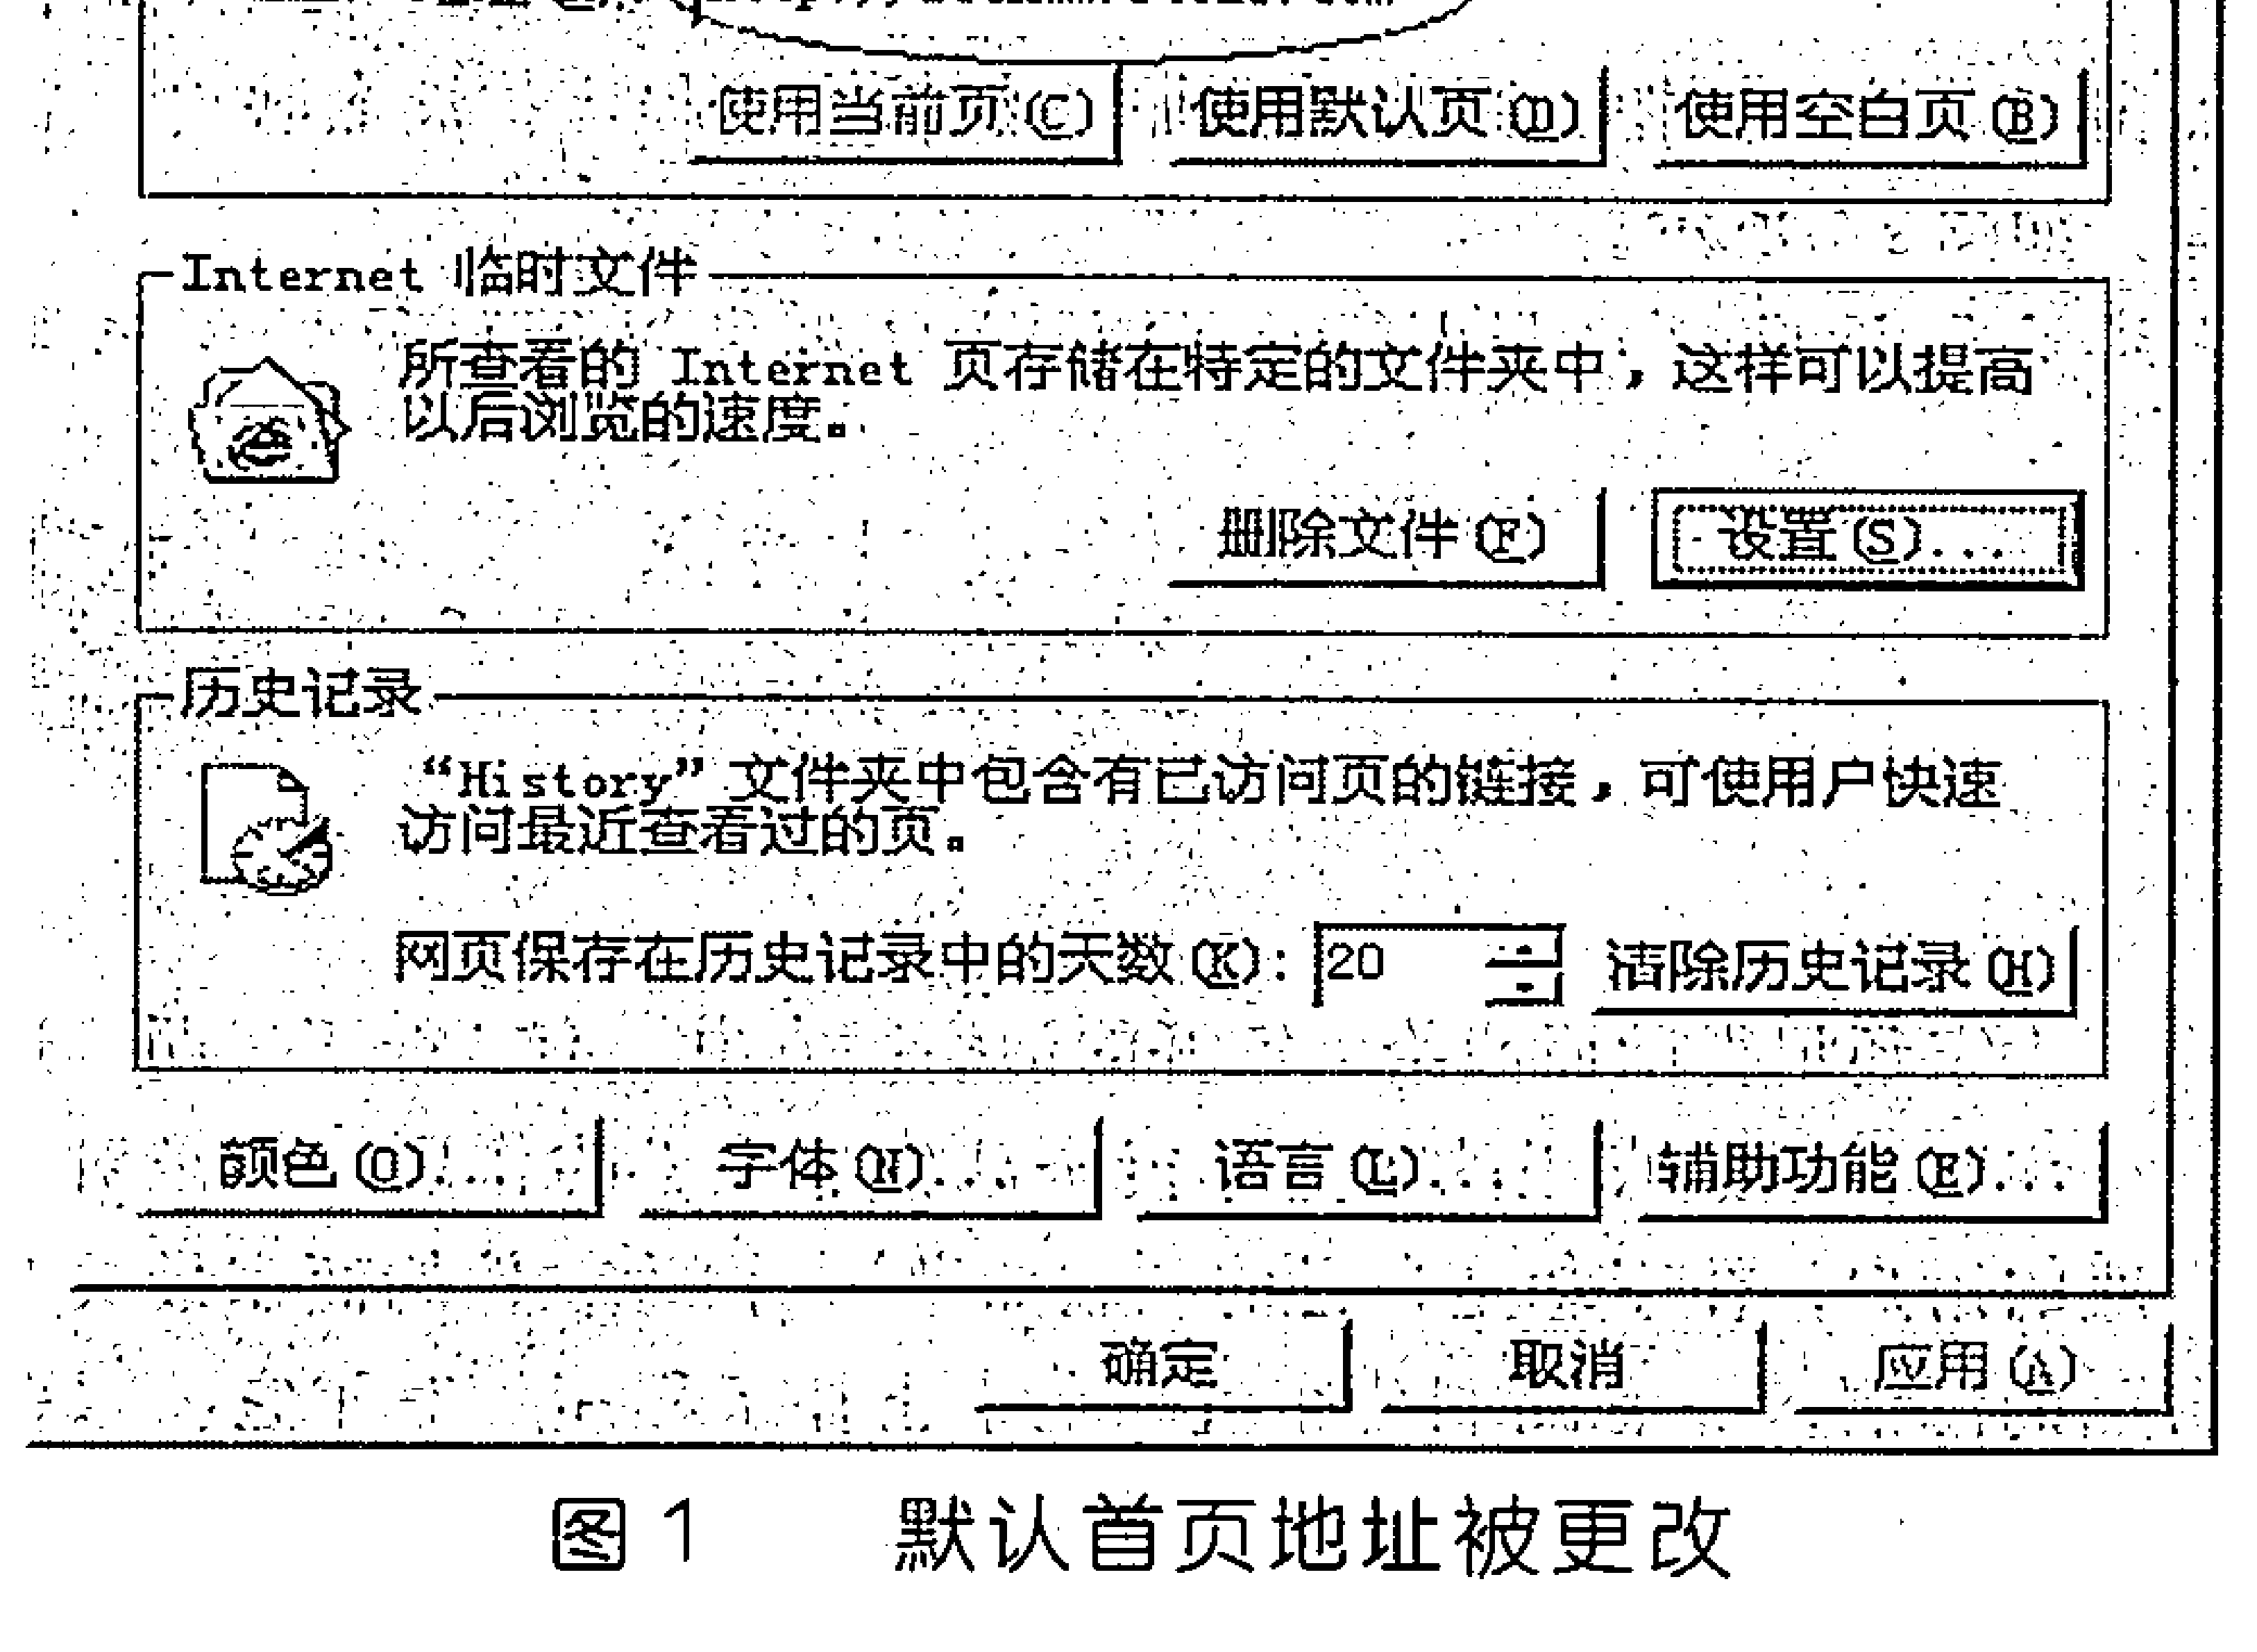 使用当前页(C) 使用默认页(D) 使用空白页(B)
Internet 临时文件
所查看的 Internet 页存储在特定的文件夹中，这样可以提高
以后浏览的速度。
删除文件(F) 设置(S)...
历史记录
“History” 文件夹中包含有已访问页的链接，可使用户快速
访问最近查看过的页。
网页保存在历史记录中的天数(K): 20 清除历史记录(H)
颜色(O)... 字体(N)... 语言(L)... 辅助功能(E)...
确定 取消 应用(A)
图1 默认首页地址被更改